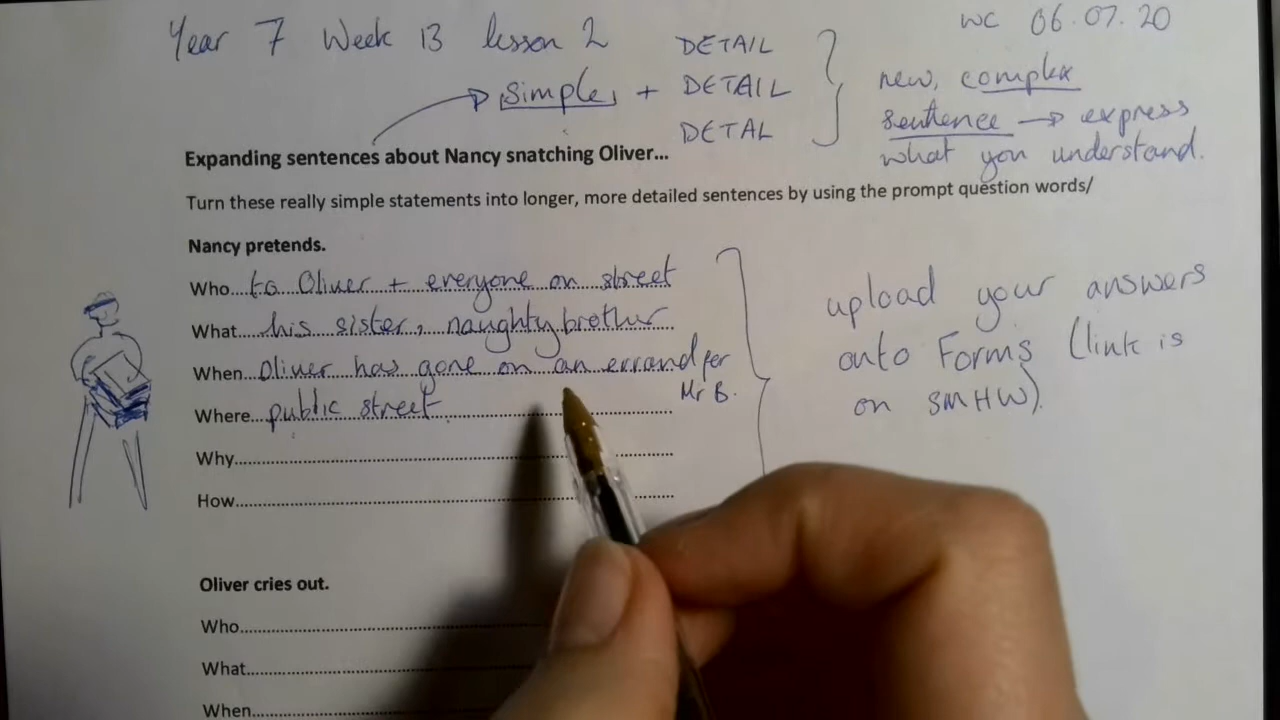 Year 7 Week 13 lesson 2
WC 06.07.20
DETAIL
simple + DETAIL
DETAL
new, complex
sentence → express
what you understand.
Expanding sentences about Nancy snatching Oliver...
Turn these really simple statements into longer, more detailed sentences by using the prompt question words/
Nancy pretends.
Who....to Oliver + everyone on street
What...his sister, naughty brother
When...Oliver has gone on an errand for
Mr B.
Where...public street
Why...
How...
upload your answers
onto Forms (link is
on SMHW).
Oliver cries out.
Who...
What...
When...